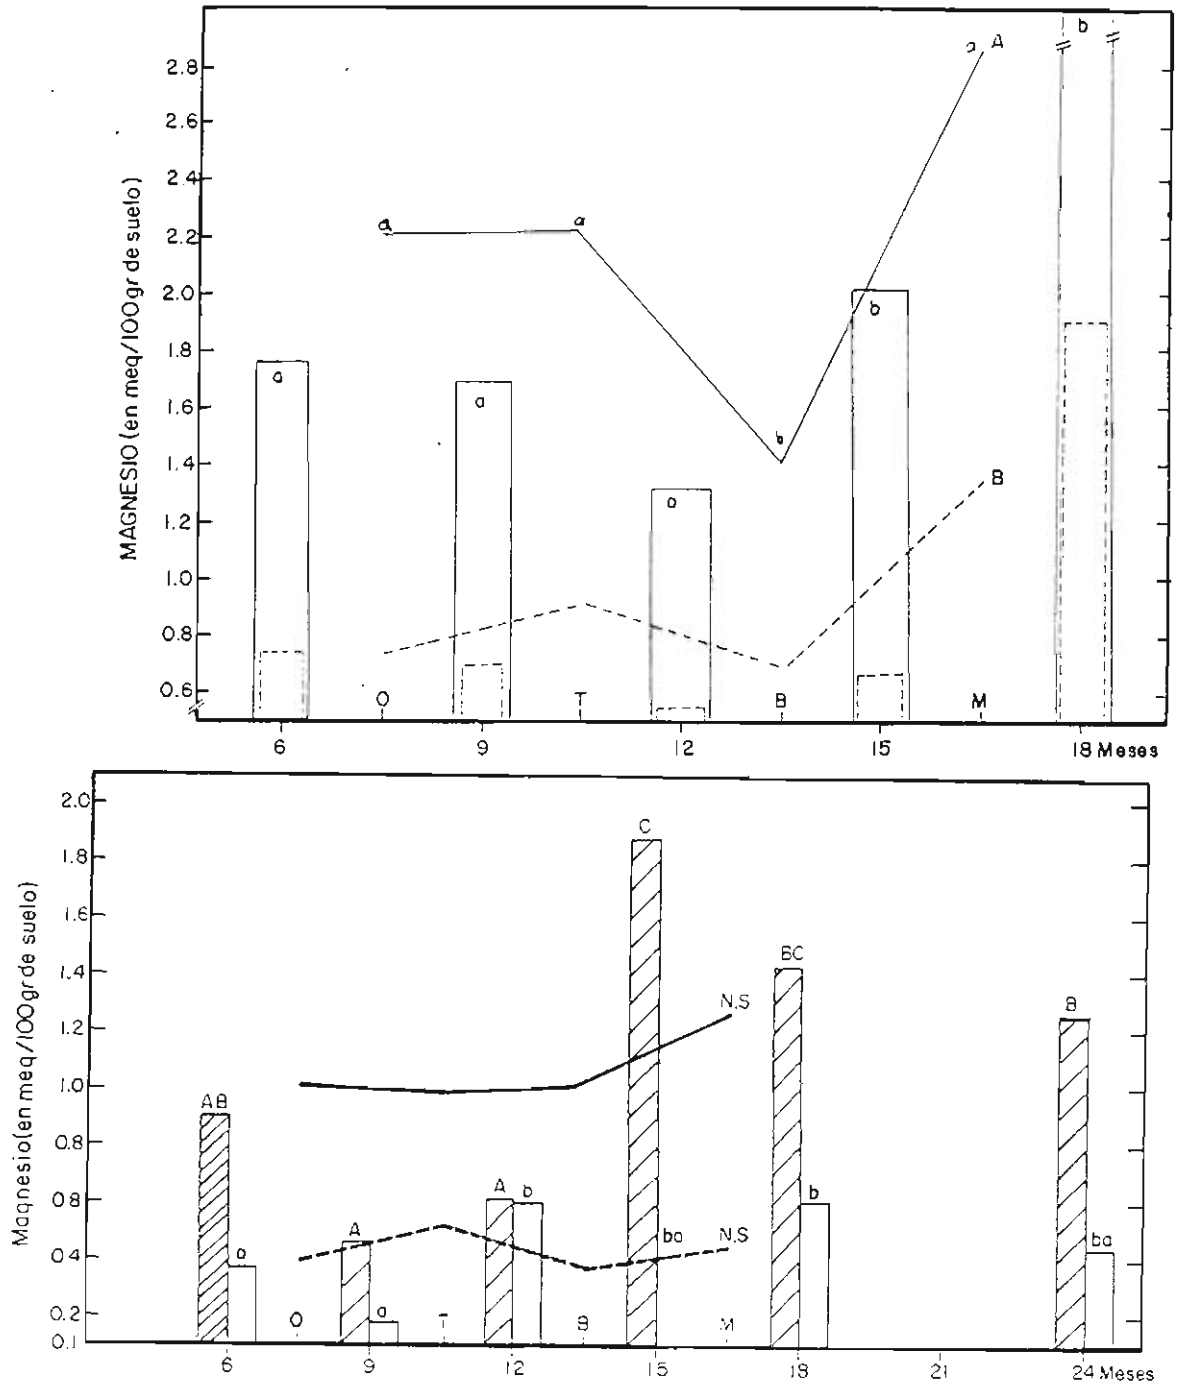 MAGNESIO (en meq/100gr de suelo)
b
2.8
a A
2.6
2.4
2.2
a
a
2.0
b
1.8
a
1.6
a
1.4
b
B
1.2
a
1.0
0.8
0.6
O
T
B
M
6
9
12
15
18 Meses
Magnesio(en meq/100gr de suelo)
2.0
C
1.8
1.6
1.4
BC
N.S
B
1.2
1.0
AB
0.8
A
b
b
0.8
A
ba
N.S
ba
0.4
a
a
0.2
O
T
B
M
0.1
6
9
12
15
18
21
24 Meses